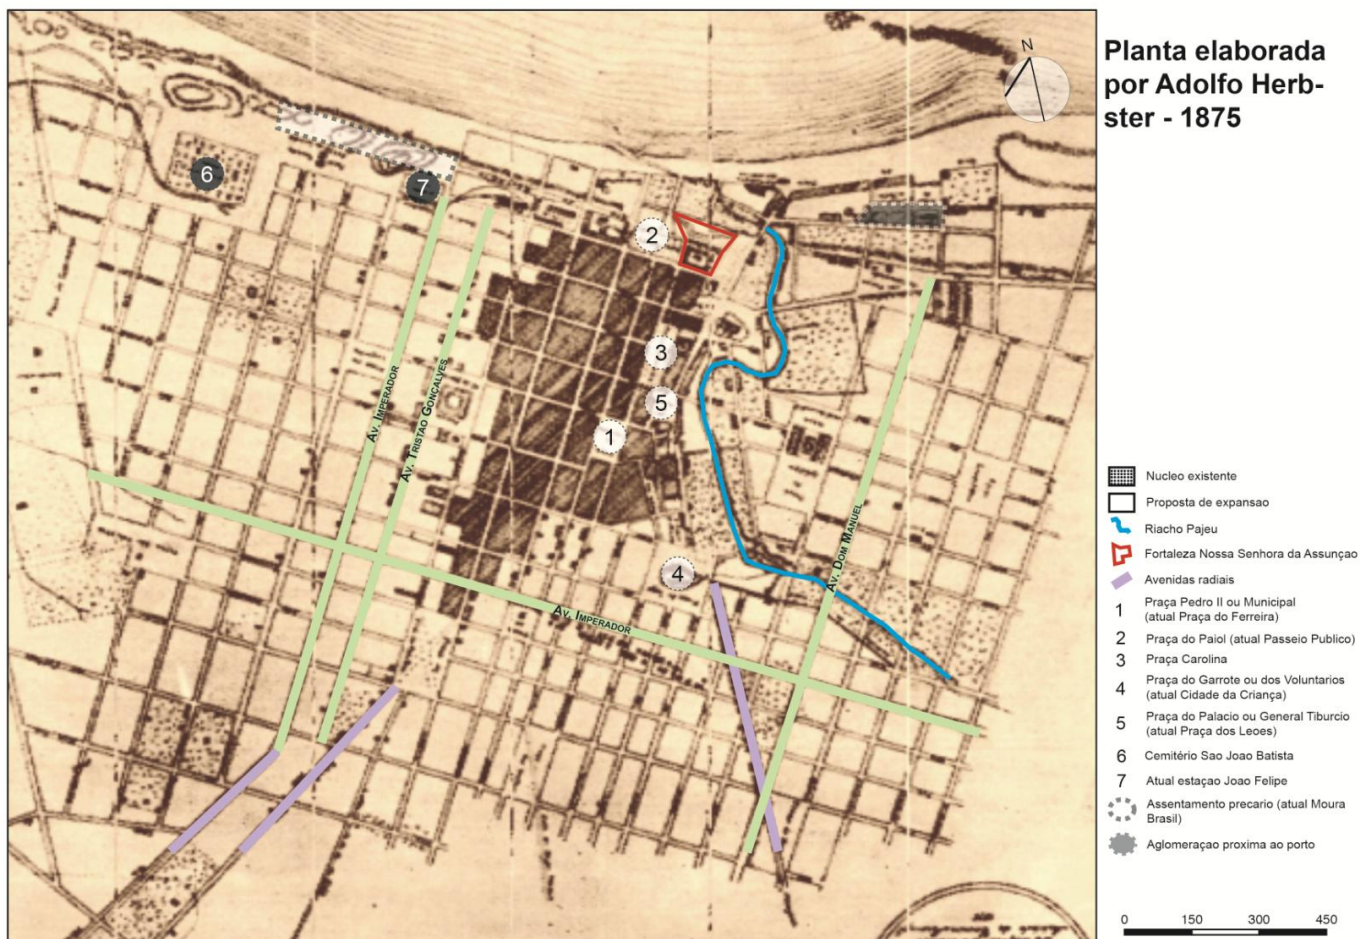 Planta elaborada
por Adolfo Herb-
ster - 1875
N
6
7
2
3
5
1
4
Av. Imperador
Av. Tristao Gonçalves
Av. Dom Manuel
Av. Imperador
Nucleo existente
Proposta de expansao
Riacho Pajeu
Fortaleza Nossa Senhora da Assunçao
Avenidas radiais
1 Praça Pedro II ou Municipal
(atual Praça do Ferreira)
2 Praça do Paiol (atual Passeio Publico)
3 Praça Carolina
4 Praça do Garrote ou dos Voluntarios
(atual Cidade da Criança)
5 Praça do Palacio ou General Tiburcio
(atual Praça dos Leoes)
6 Cemitério Sao Joao Batista
7 Atual estaçao Joao Felipe
Assentamento precario (atual Moura
Brasil)
Aglomeraçao proxima ao porto
0 150 300 450